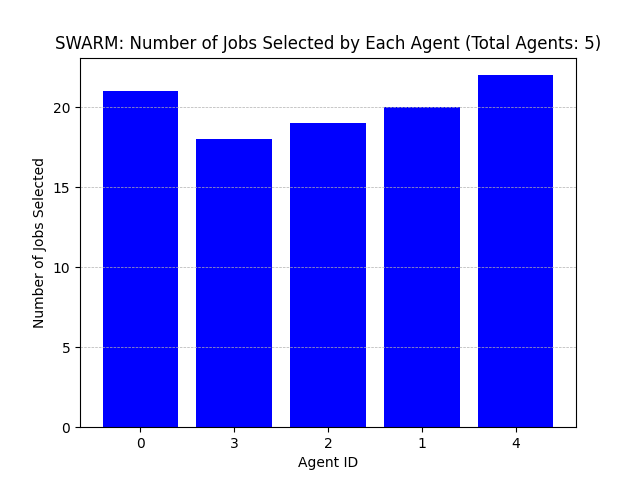 SWARM: Number of Jobs Selected by Each Agent (Total Agents: 5)
Number of Jobs Selected
20
15
10
5
0
0 3 2 1 4
Agent ID